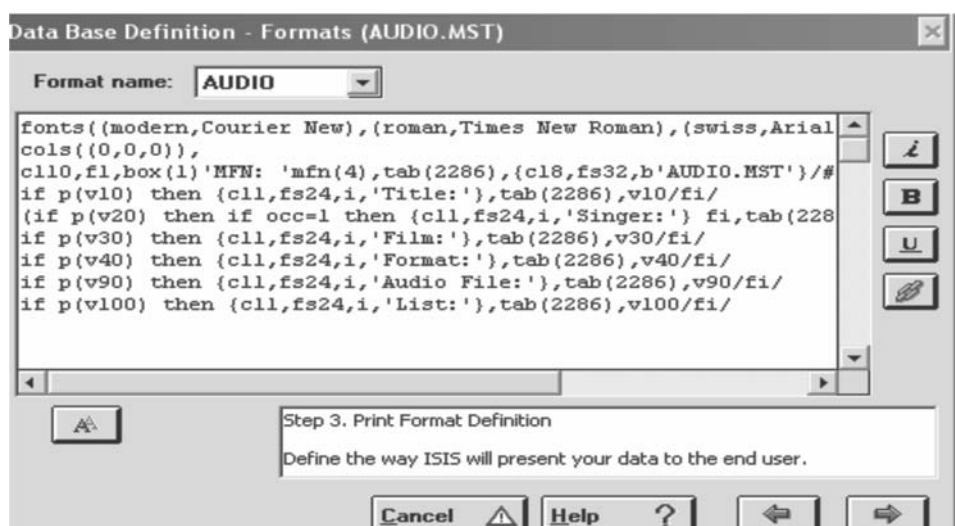 Data Base Definition - Formats (AUDIO.MST)
Format name: AUDIO
fonts((modern,Courier New),(roman,Times New Roman),(swiss,Arial
cols((0,0,0)),
cl10,f1,box(1)'MFN: 'mfn(4),tab(2286),{cl8,fs32,b'AUDIO.MST'}/#
if p(v10) then {cl1,fs24,i,'Title:'},tab(2286),v10/fi/
(if p(v20) then if occ=1 then {cl1,fs24,i,'Singer:'} fi,tab(228
if p(v30) then {cl1,fs24,i,'Film:'},tab(2286),v30/fi/
if p(v40) then {cl1,fs24,i,'Format:'},tab(2286),v40/fi/
if p(v90) then {cl1,fs24,i,'Audio File:'},tab(2286),v90/fi/
if p(v100) then {cl1,fs24,i,'List:'},tab(2286),v100/fi/
i
B
U
A
Step 3. Print Format Definition
Define the way ISIS will present your data to the end user.
Cancel
Help ?